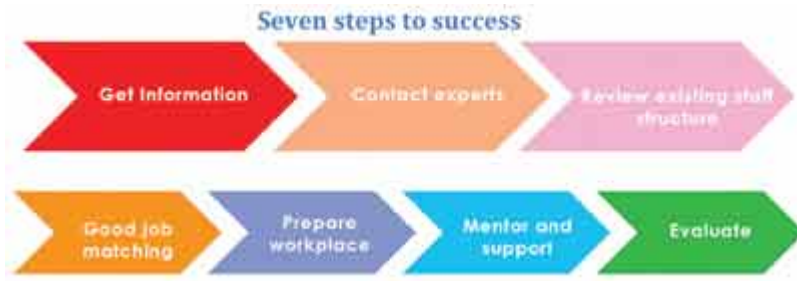 Seven steps to success
Get Information
Contact experts
Review existing staff
structure
Good job
matching
Prepare
workplace
Mentor and
support
Evaluate